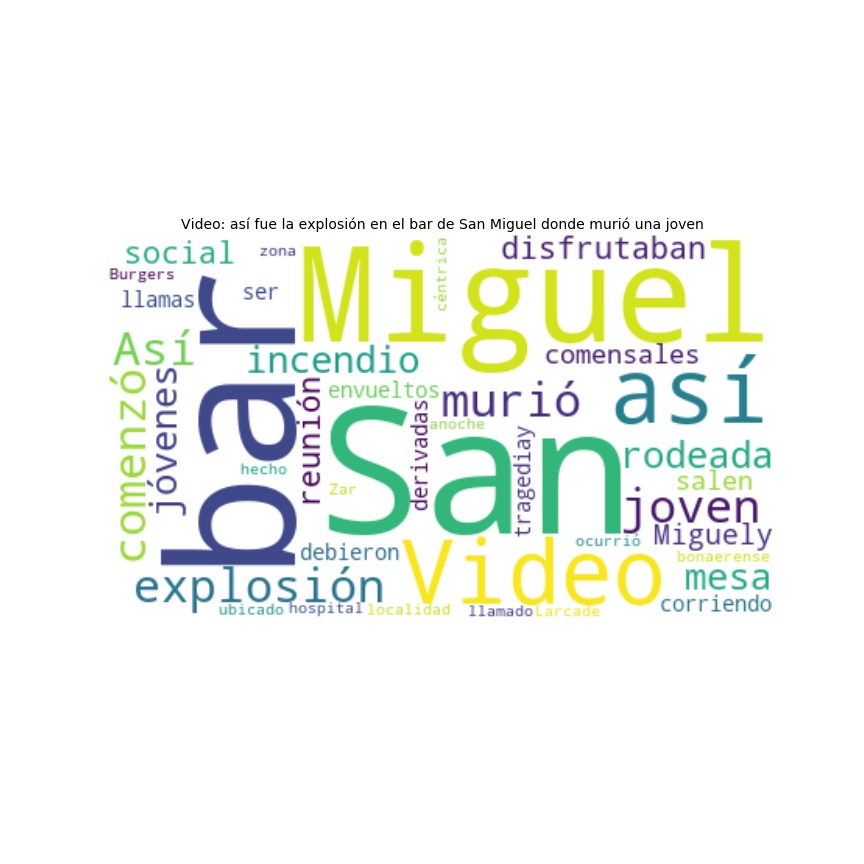 Video: así fue la explosión en el bar de San Miguel donde murió una joven
social
zona
Miguel
céntrica
disfrutaban
Burgers
llamas
ser
bar
Así
incendio
comensales
comenzó
jóvenes
reunión
envueltos
derivadas
murió
así
anoche
San
hecho
Zar
tragediay
rodeada
salen
joven
Miguely
debieron
Video
ocurrió
bonaerense
explosión
mesa
corriendo
ubicado
hospital
localidad
llamado
Larcade